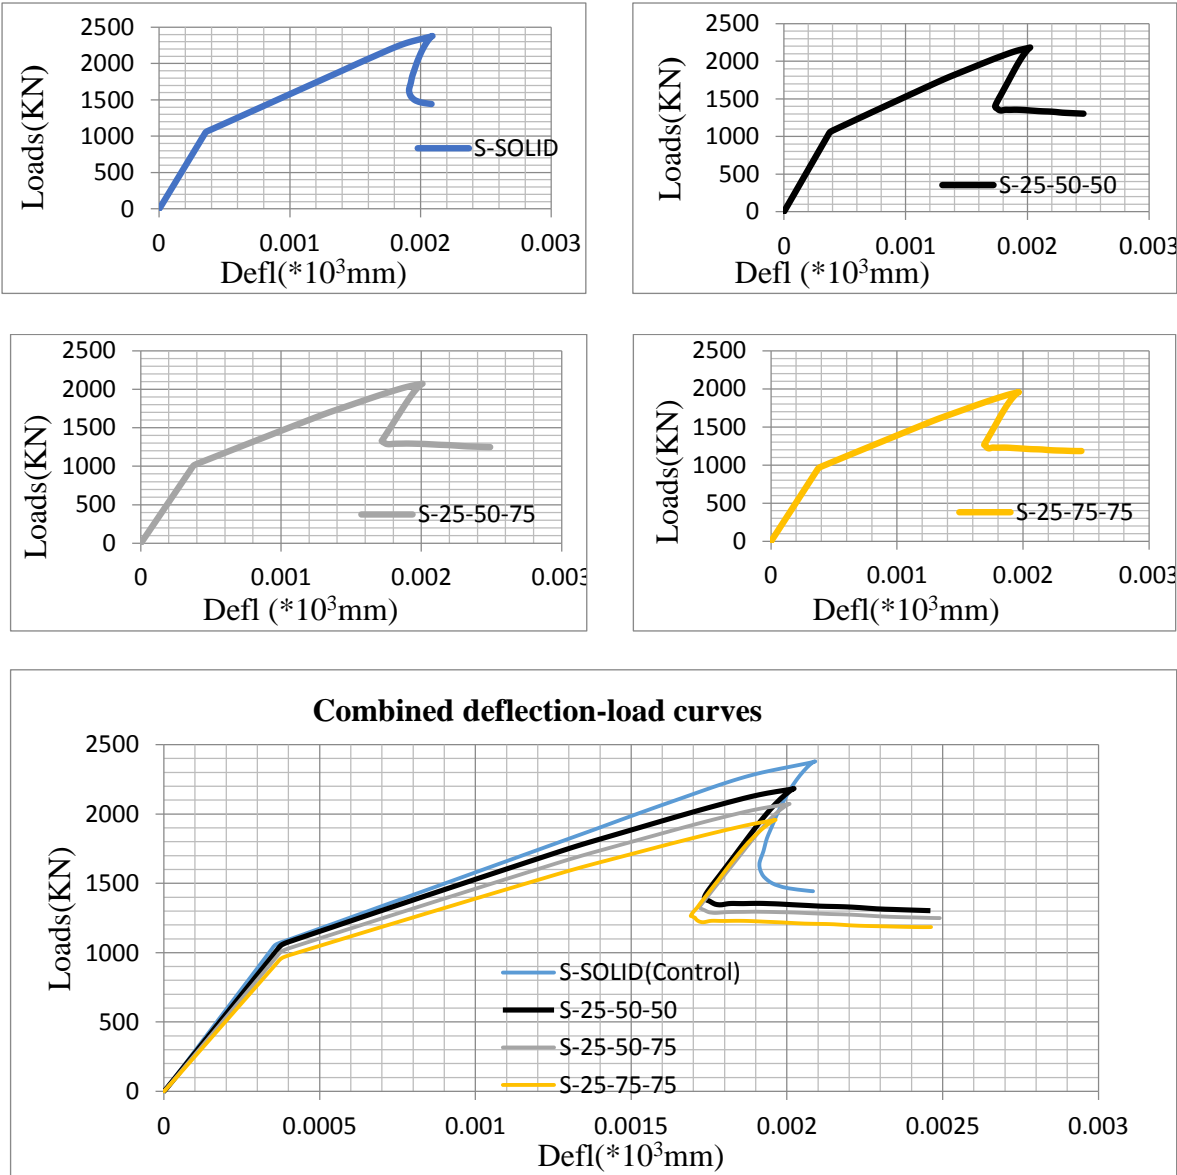 2500
2000
1500
1000
500
0
Loads(KN)
S-SOLID
0 0.001 0.002 0.003
Defl(*10³mm)
2500
2000
1500
1000
500
0
Loads(KN)
S-25-50-50
0 0.001 0.002 0.003
Defl (*10³mm)
2500
2000
1500
1000
500
0
Loads(KN)
S-25-50-75
0 0.001 0.002 0.003
Defl (*10³mm)
2500
2000
1500
1000
500
0
Loads(KN)
S-25-75-75
0 0.001 0.002 0.003
Defl(*10³mm)
Combined deflection-load curves
2500
2000
1500
1000
500
0
Loads(KN)
S-SOLID(Control)
S-25-50-50
S-25-50-75
S-25-75-75
0 0.0005 0.001 0.0015 0.002 0.0025 0.003
Defl(*10³mm)